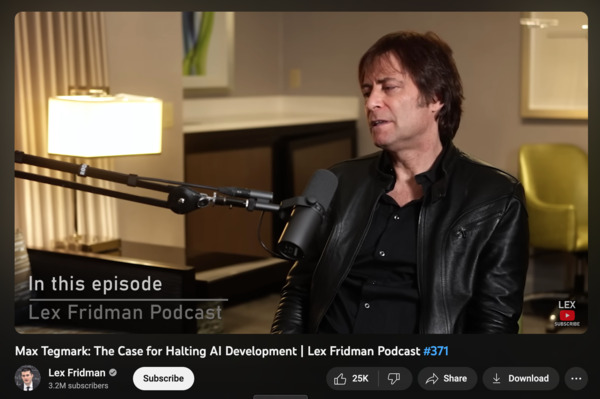 In this episode
Lex Fridman Podcast
LEX
SUBSCRIBE
Max Tegmark: The Case for Halting AI Development | Lex Fridman Podcast #371
Lex Fridman
3.2M subscribers
Subscribe
25K
Share
Download